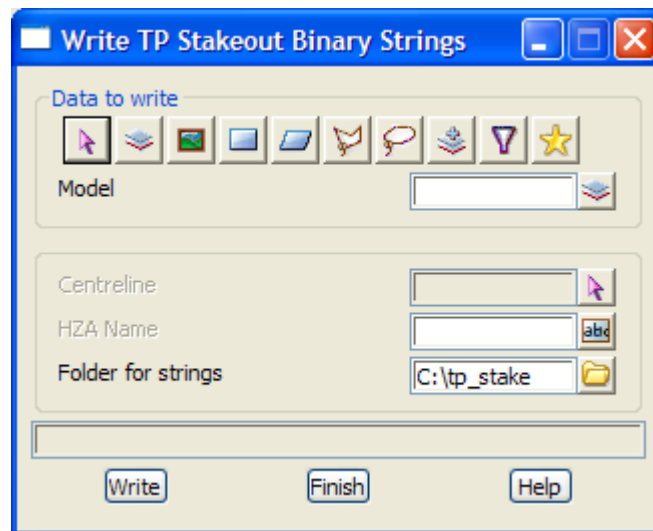 Write TP Stakeout Binary Strings
Data to write
Model
Centreline
HZA Name
abc
Folder for strings C:\tp_stake
Write Finish Help